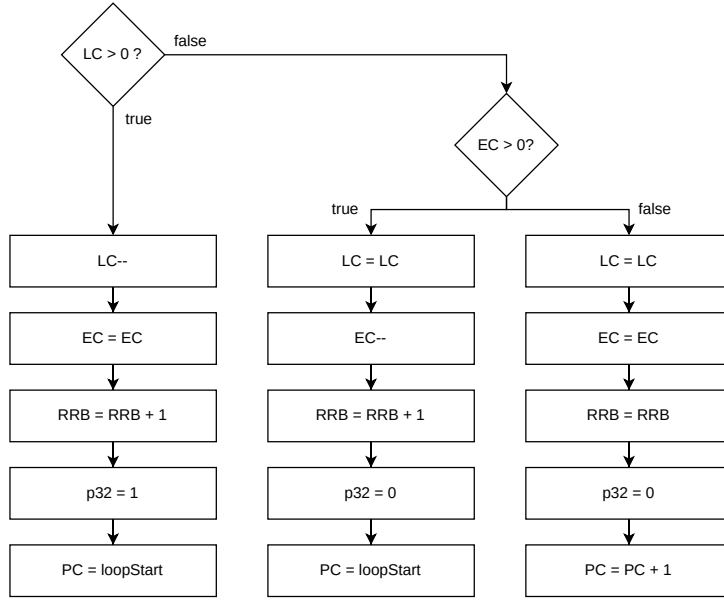 LC > 0 ?
false
true
EC > 0?
true
false
LC--
LC = LC
LC = LC
EC = EC
EC--
EC = EC
RRB = RRB + 1
RRB = RRB + 1
RRB = RRB
p32 = 1
p32 = 0
p32 = 0
PC = loopStart
PC = loopStart
PC = PC + 1